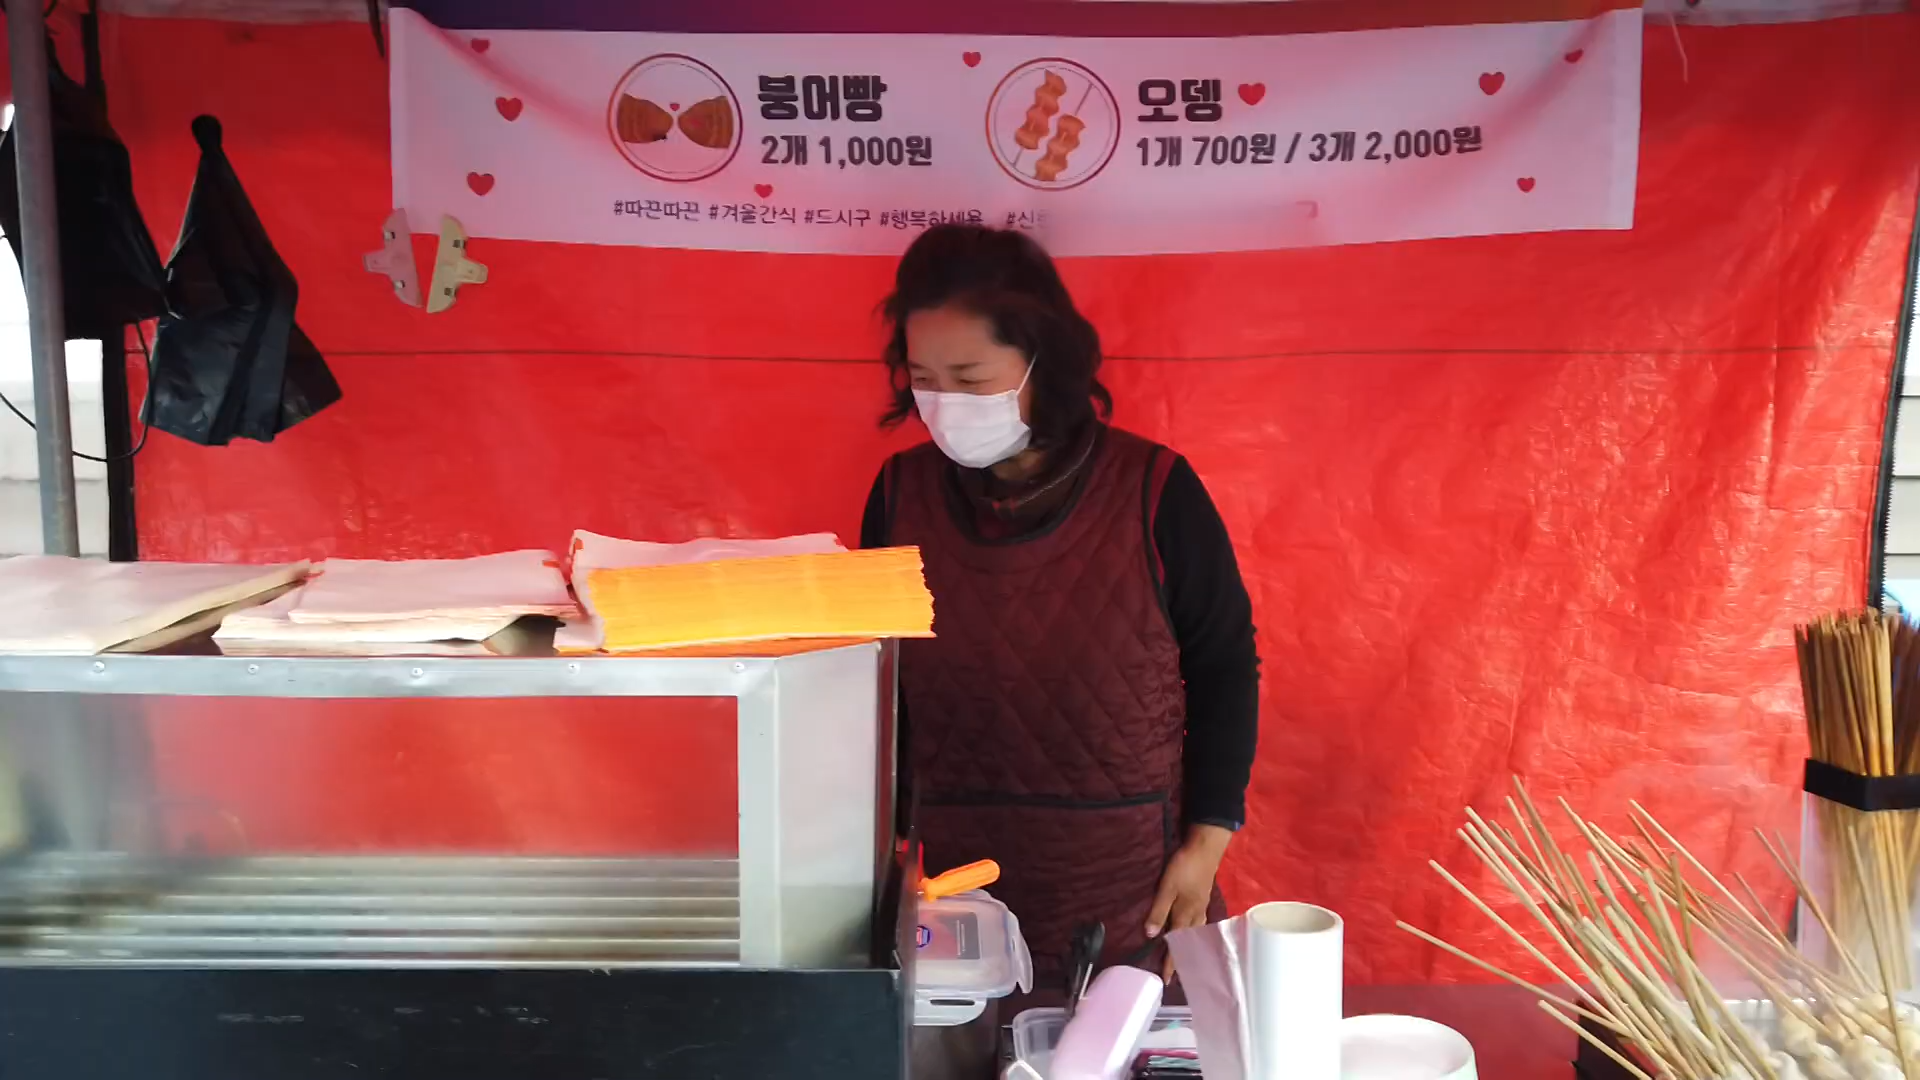 붕어빵
2개 1,000원
오뎅
1개 700원 / 3개 2,000원
#따끈따끈 #겨울간식 #드시구 #행복하세용